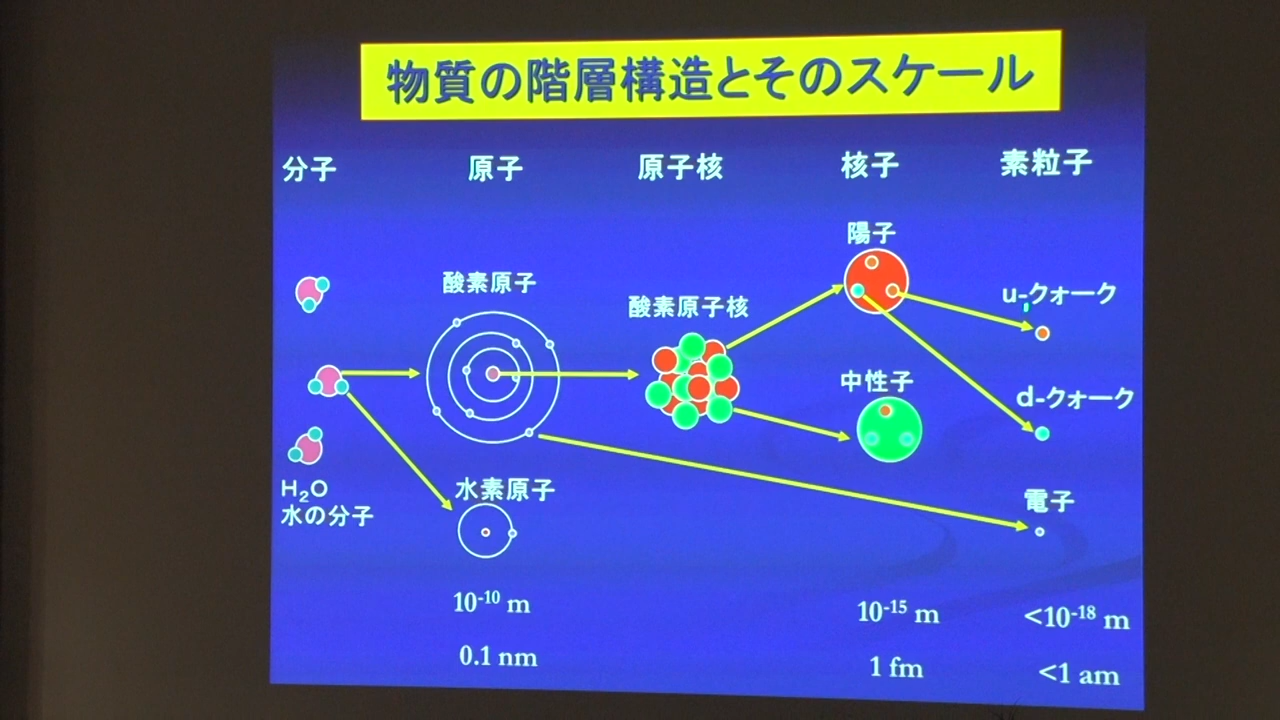 物質の階層構造とそのスケール
分子
原子
原子核
核子
素粒子
陽子
酸素原子
酸素原子核
u-クォーク
中性子
d-クォーク
H₂O
水の分子
水素原子
電子
10⁻¹⁰ m
10⁻¹⁵ m
<10⁻¹⁸ m
0.1 nm
1 fm
<1 am